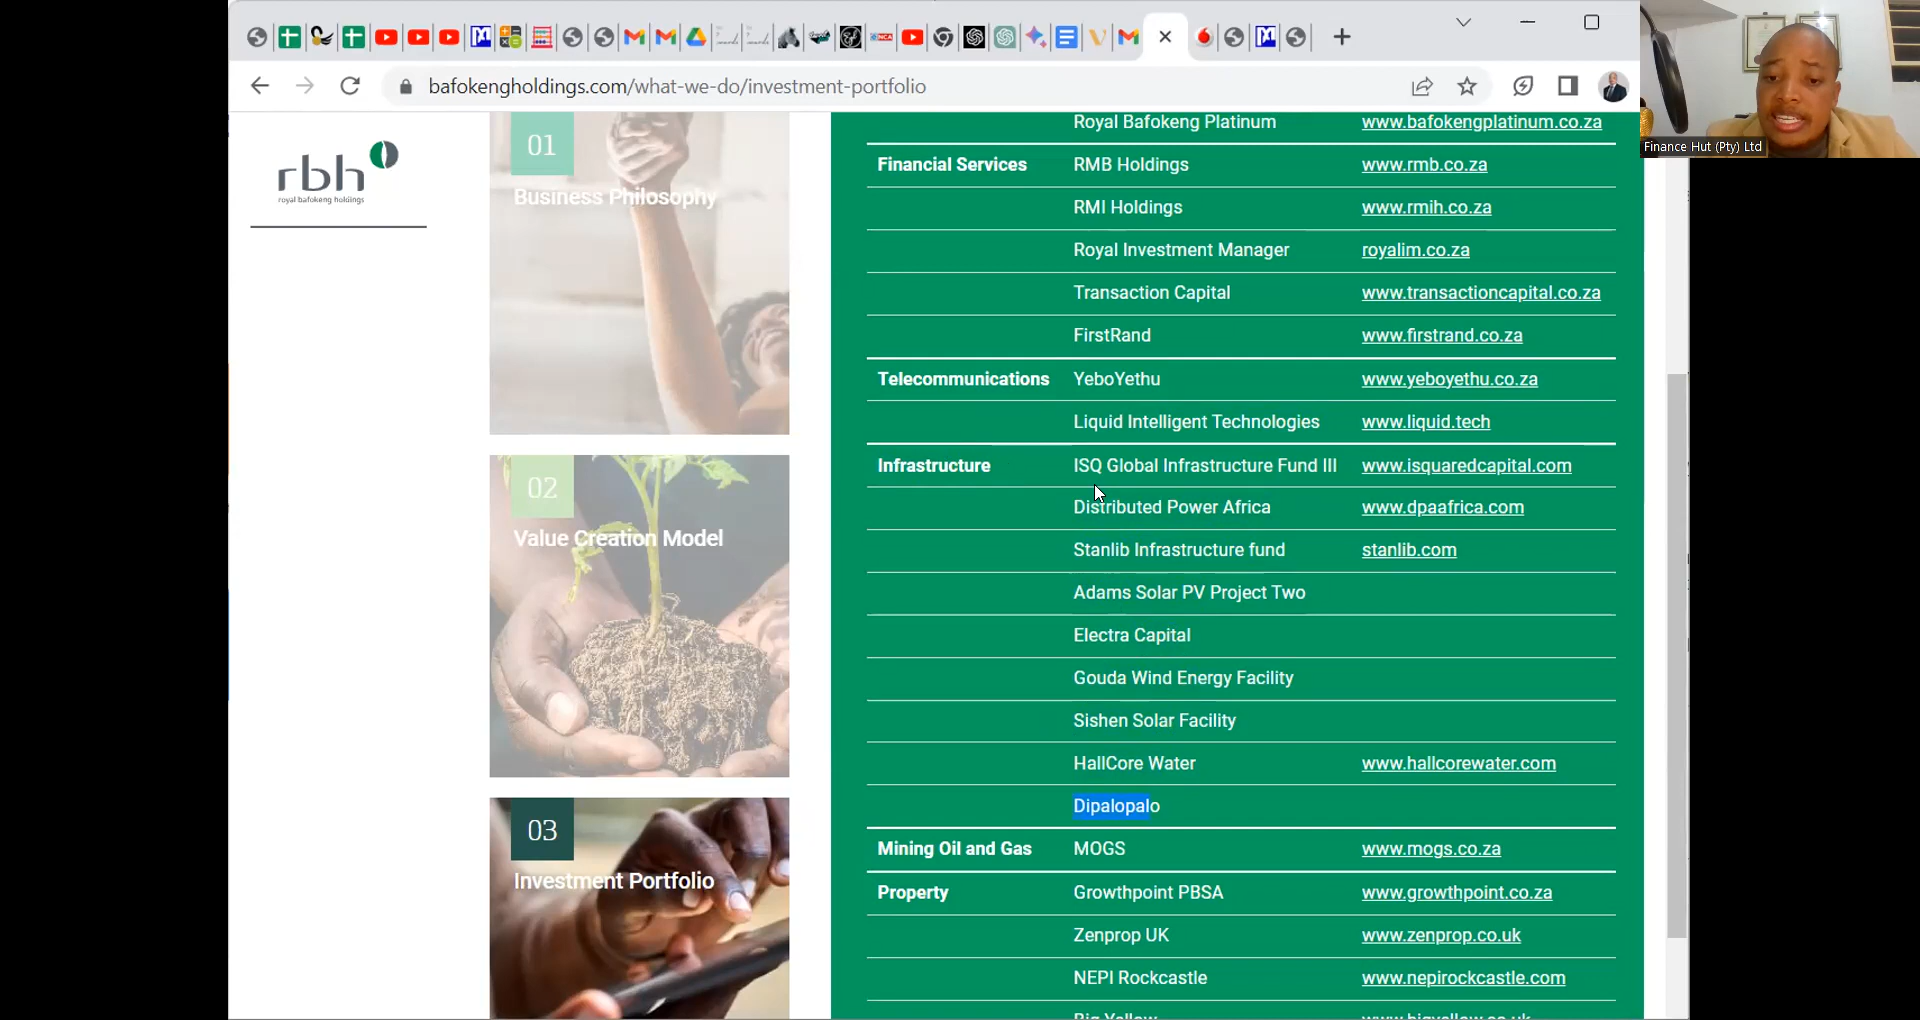 bafokengholdings.com/what-we-do/investment-portfolio
Finance Hut (Pty) Ltd
rbh
royal bafokeng holdings
01
Business Philosophy
02
Value Creation Model
03
Investment Portfolio
Royal Bafokeng Platinum www.bafokengplatinum.co.za
Financial Services RMB Holdings www.rmb.co.za
RMI Holdings www.rmih.co.za
Royal Investment Manager royalim.co.za
Transaction Capital www.transactioncapital.co.za
FirstRand www.firstrand.co.za
Telecommunications YeboYethu www.yeboyethu.co.za
Liquid Intelligent Technologies www.liquid.tech
Infrastructure ISQ Global Infrastructure Fund III www.isquaredcapital.com
Distributed Power Africa www.dpaafrica.com
Stanlib Infrastructure fund stanlib.com
Adams Solar PV Project Two
Electra Capital
Gouda Wind Energy Facility
Sishen Solar Facility
HallCore Water www.hallcorewater.com
Dipalopalo
Mining Oil and Gas MOGS www.mogs.co.za
Property Growthpoint PBSA www.growthpoint.co.za
Zenprop UK www.zenprop.co.uk
NEPI Rockcastle www.nepirockcastle.com